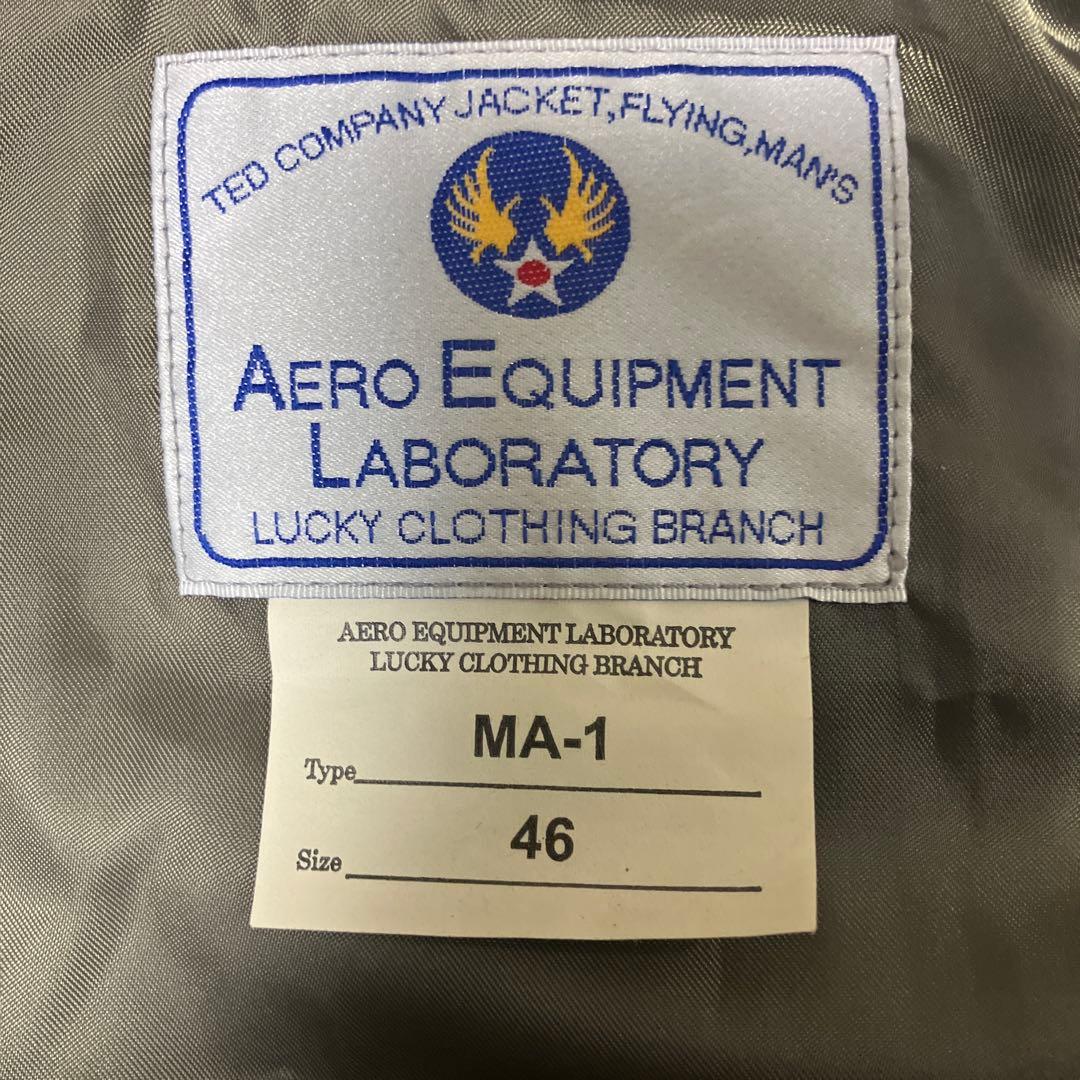 TED COMPANY JACKET, FLYING, MAN'S
AERO EQUIPMENT
LABORATORY
LUCKY CLOTHING BRANCH
AERO EQUIPMENT LABORATORY
LUCKY CLOTHING BRANCH
MA-1
Type
46
Size